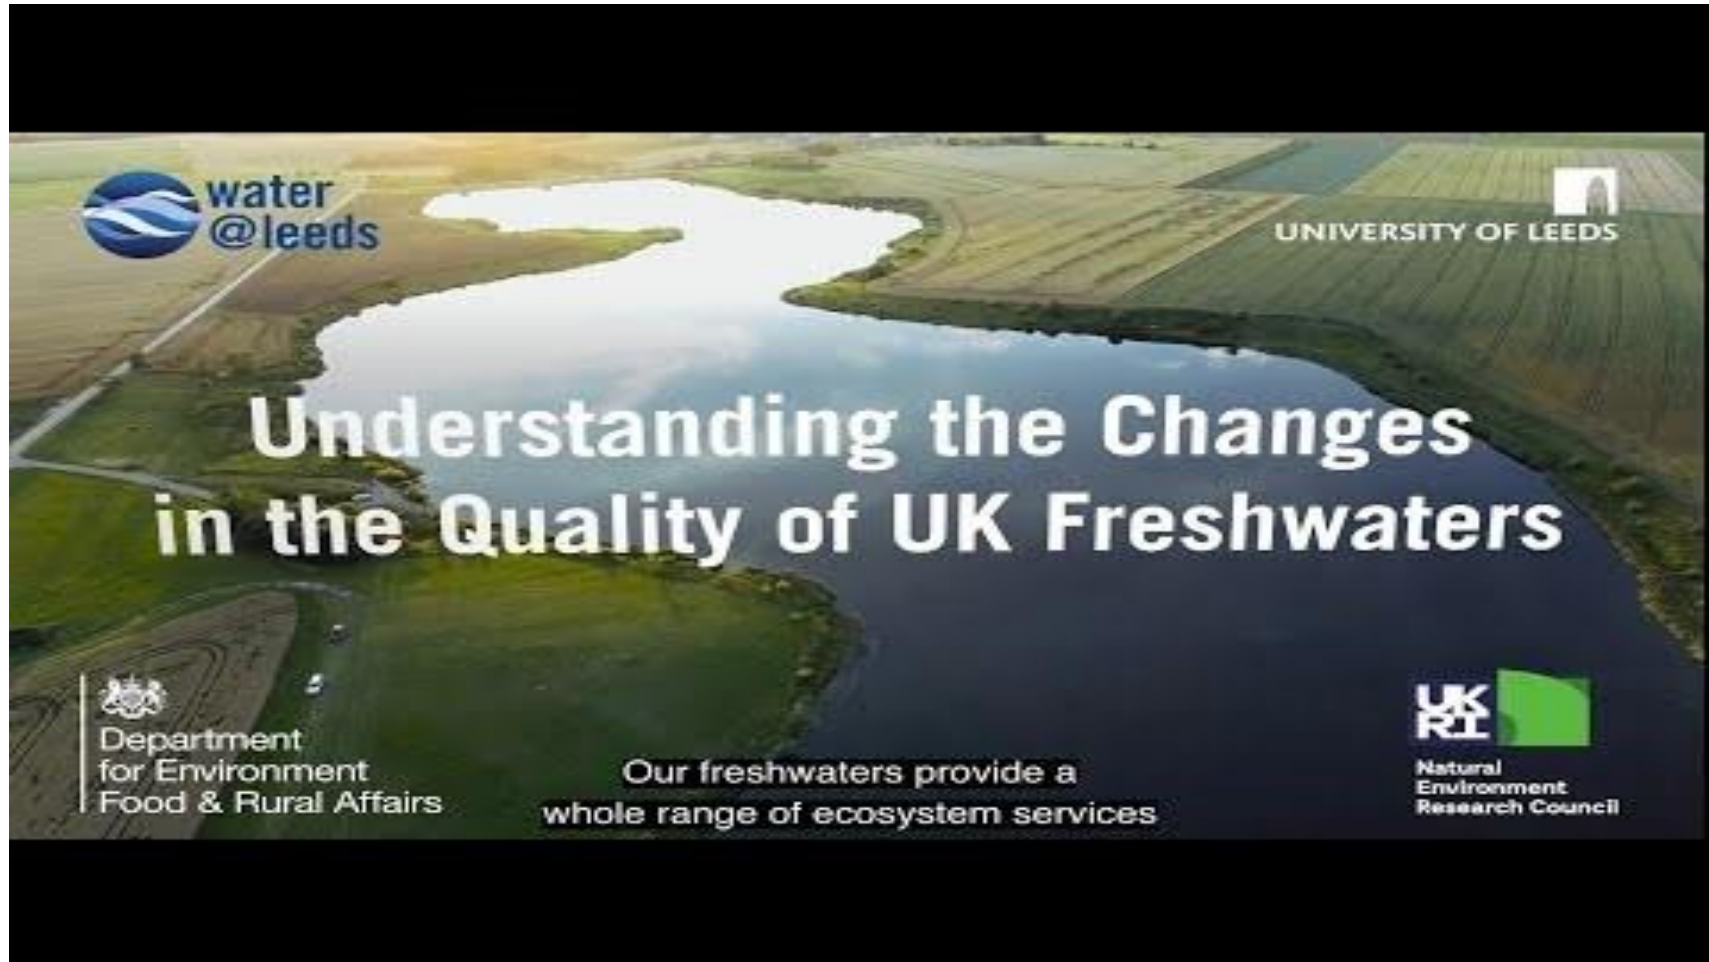 water
@leeds
UNIVERSITY OF LEEDS
Understanding the Changes
in the Quality of UK Freshwaters
Department
for Environment
Food & Rural Affairs
Our freshwaters provide a
whole range of ecosystem services
UK
RI
Natural
Environment
Research Council